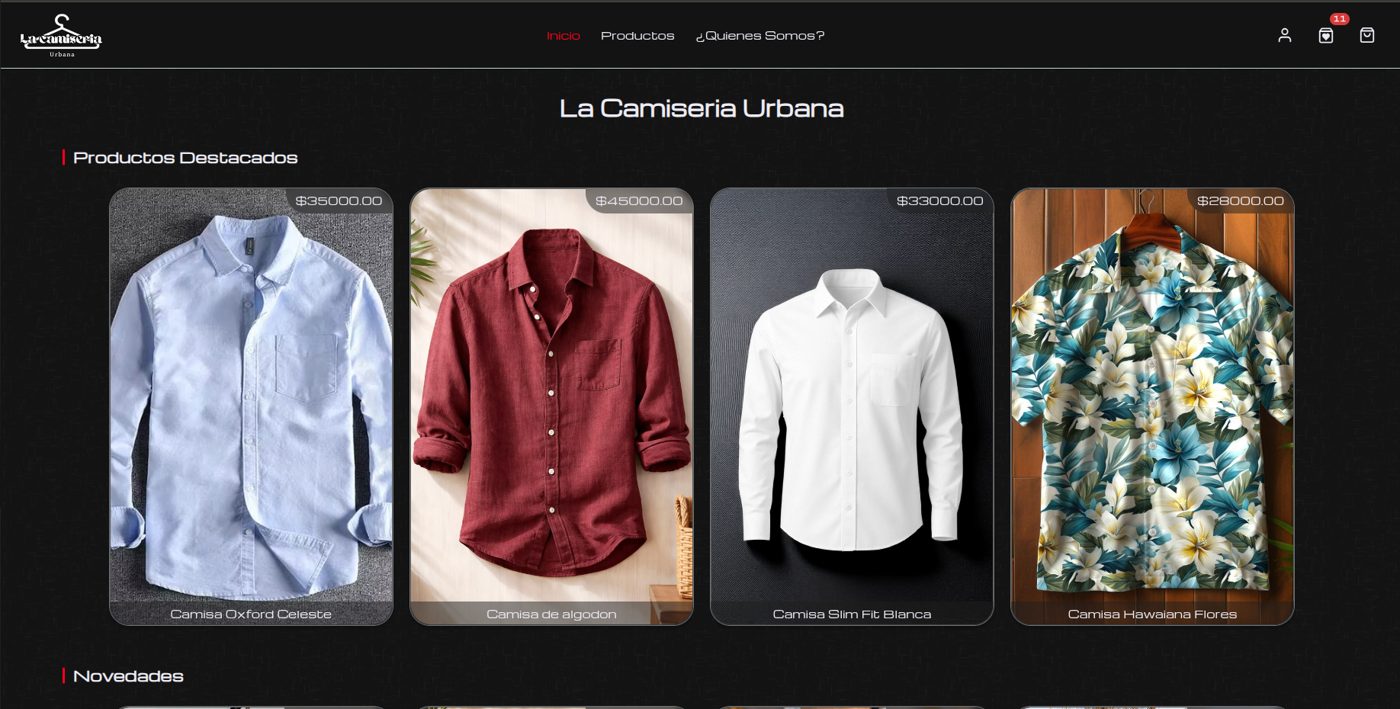 La camiseria
Urbana
Inicio
Productos
¿Quienes Somos?
11
La Camiseria Urbana
Productos Destacados
$35000.00
$45000.00
$33000.00
$28000.00
Camisa Oxford Celeste
Camisa de algodon
Camisa Slim Fit Blanca
Camisa Hawaiana Flores
Novedades